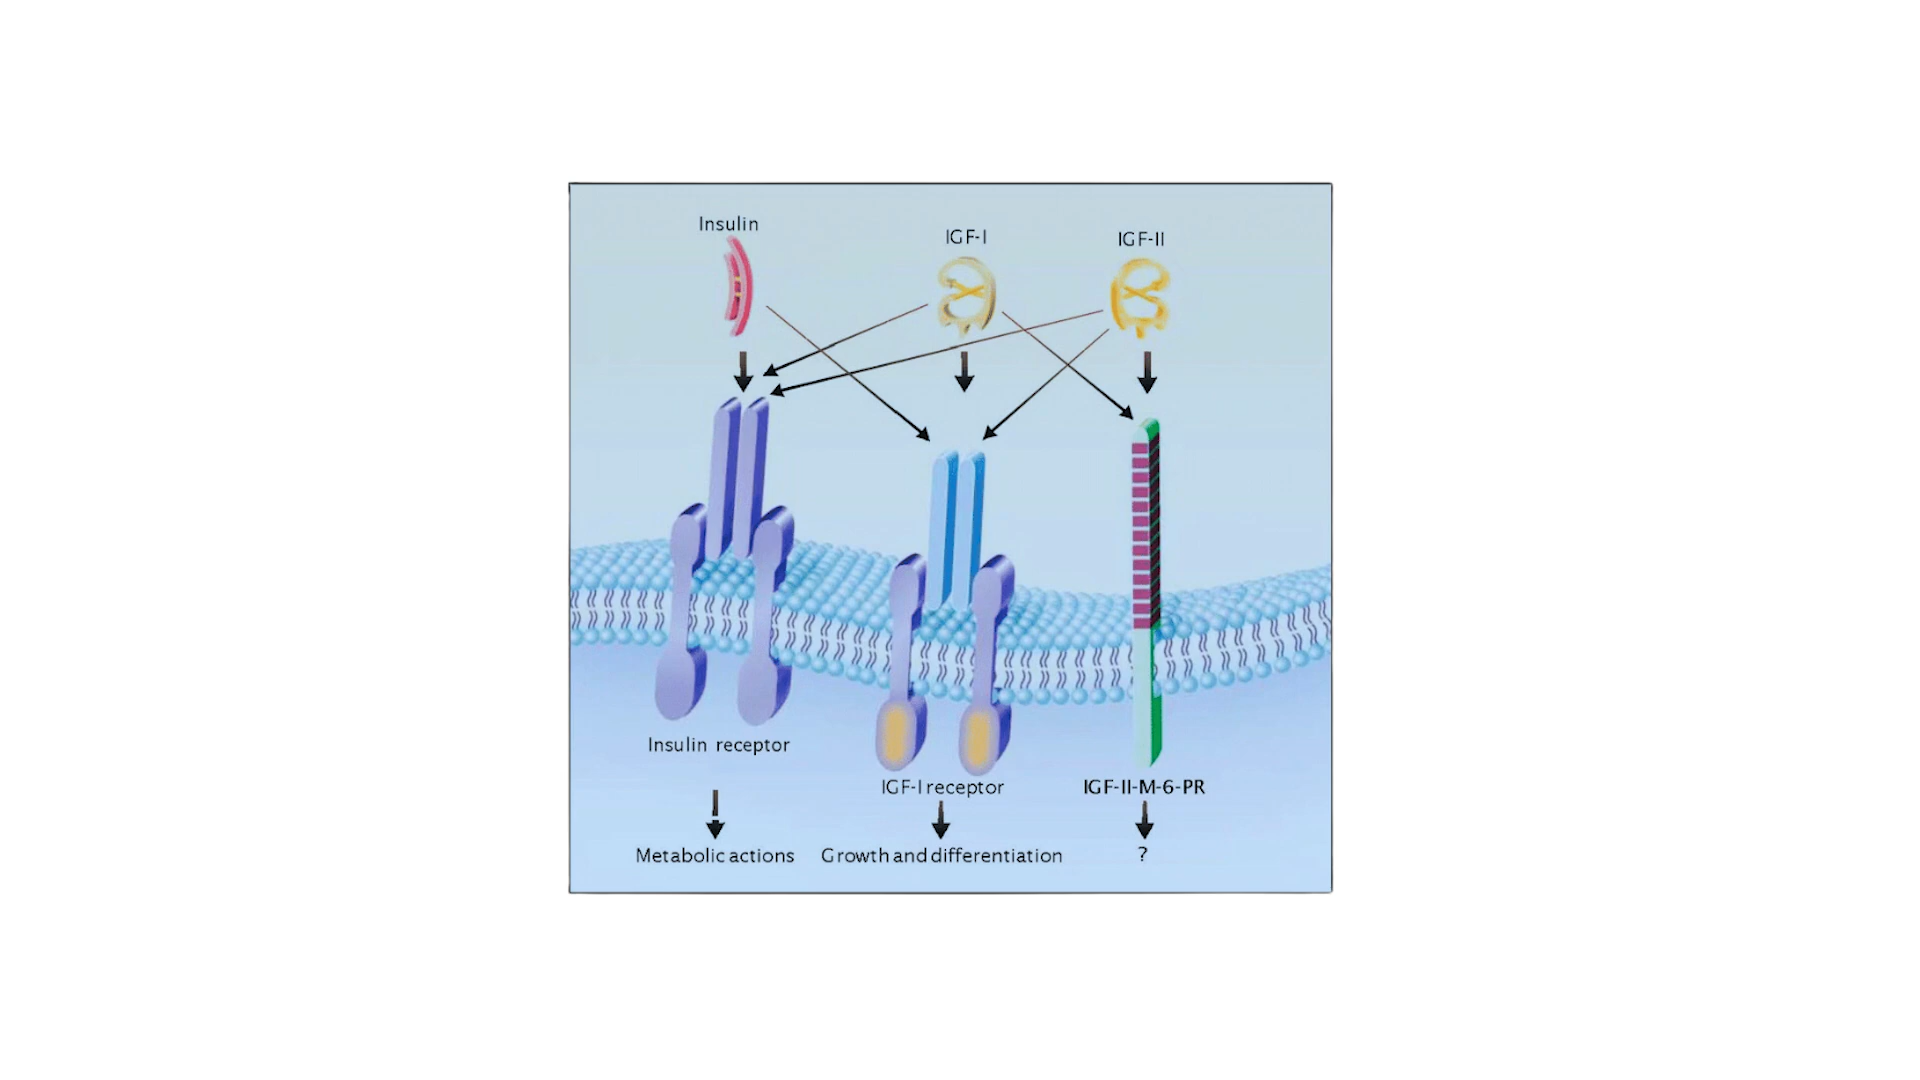 Insulin
IGF-I
IGF-II
Insulin receptor
IGF-I receptor
IGF-II-M-6-PR
Metabolic actions
Growth and differentiation
?